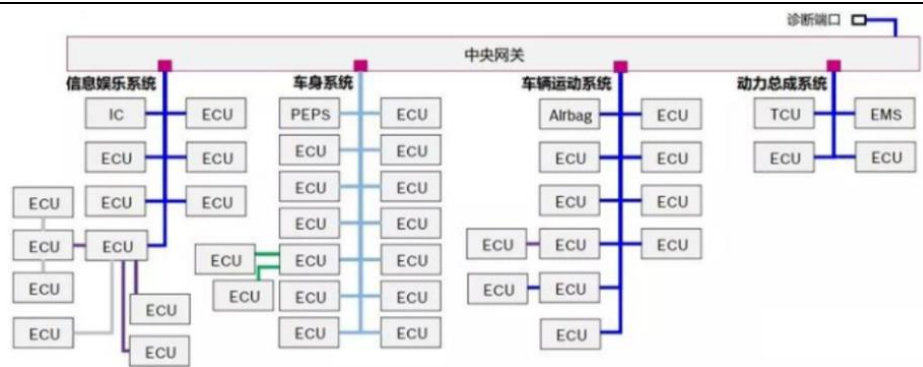 诊断端口
中央网关
信息娱乐系统 车身系统 车辆运动系统 动力总成系统
IC ECU PEPS ECU Airbag ECU TCU EMS
ECU ECU ECU ECU ECU ECU ECU ECU
ECU ECU ECU ECU ECU ECU ECU
ECU ECU
ECU ECU ECU ECU ECU ECU ECU
ECU ECU ECU
ECU ECU ECU ECU ECU ECU
ECU
ECU ECU ECU ECU ECU
ECU